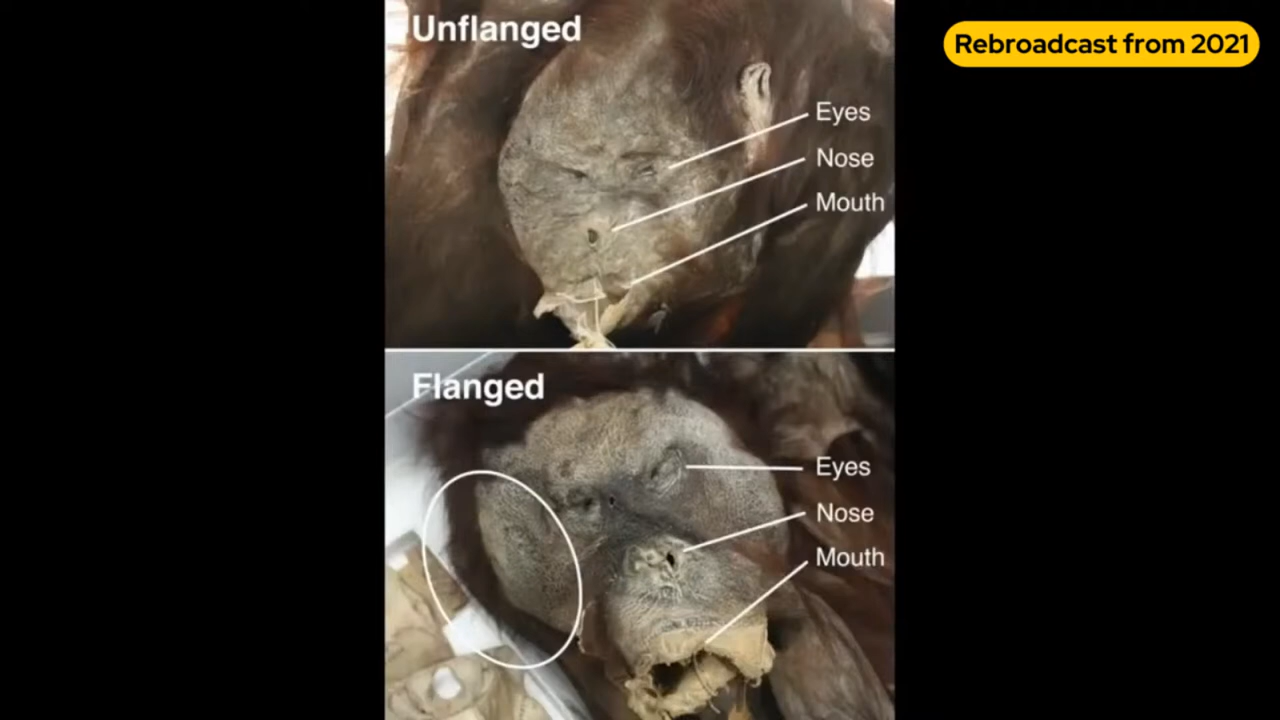 Unflanged
Rebroadcast from 2021
Eyes
Nose
Mouth
Flanged
Eyes
Nose
Mouth